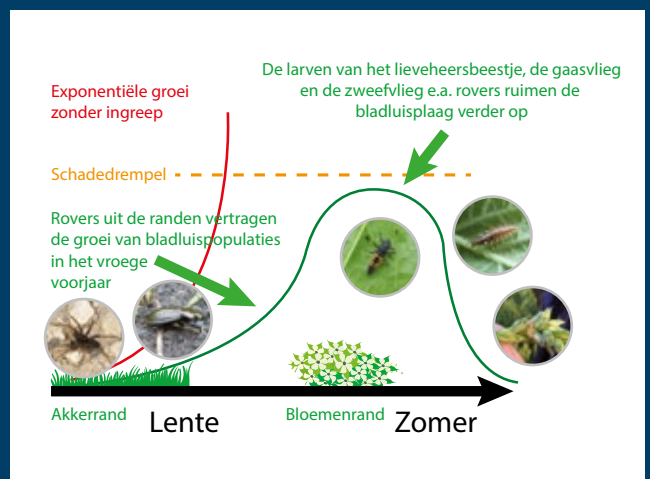 De larven van het lieveheersbeestje, de gaasvlieg
en de zweefvlieg e.a. rovers ruimen de
bladluisplaag verder op
Exponentiële groei
zonder ingreep
Schadedrempel
Rovers uit de randen vertragen
de groei van bladluispopulaties
in het vroege
voorjaar
Akkerrand
Lente
Bloemenrand
Zomer